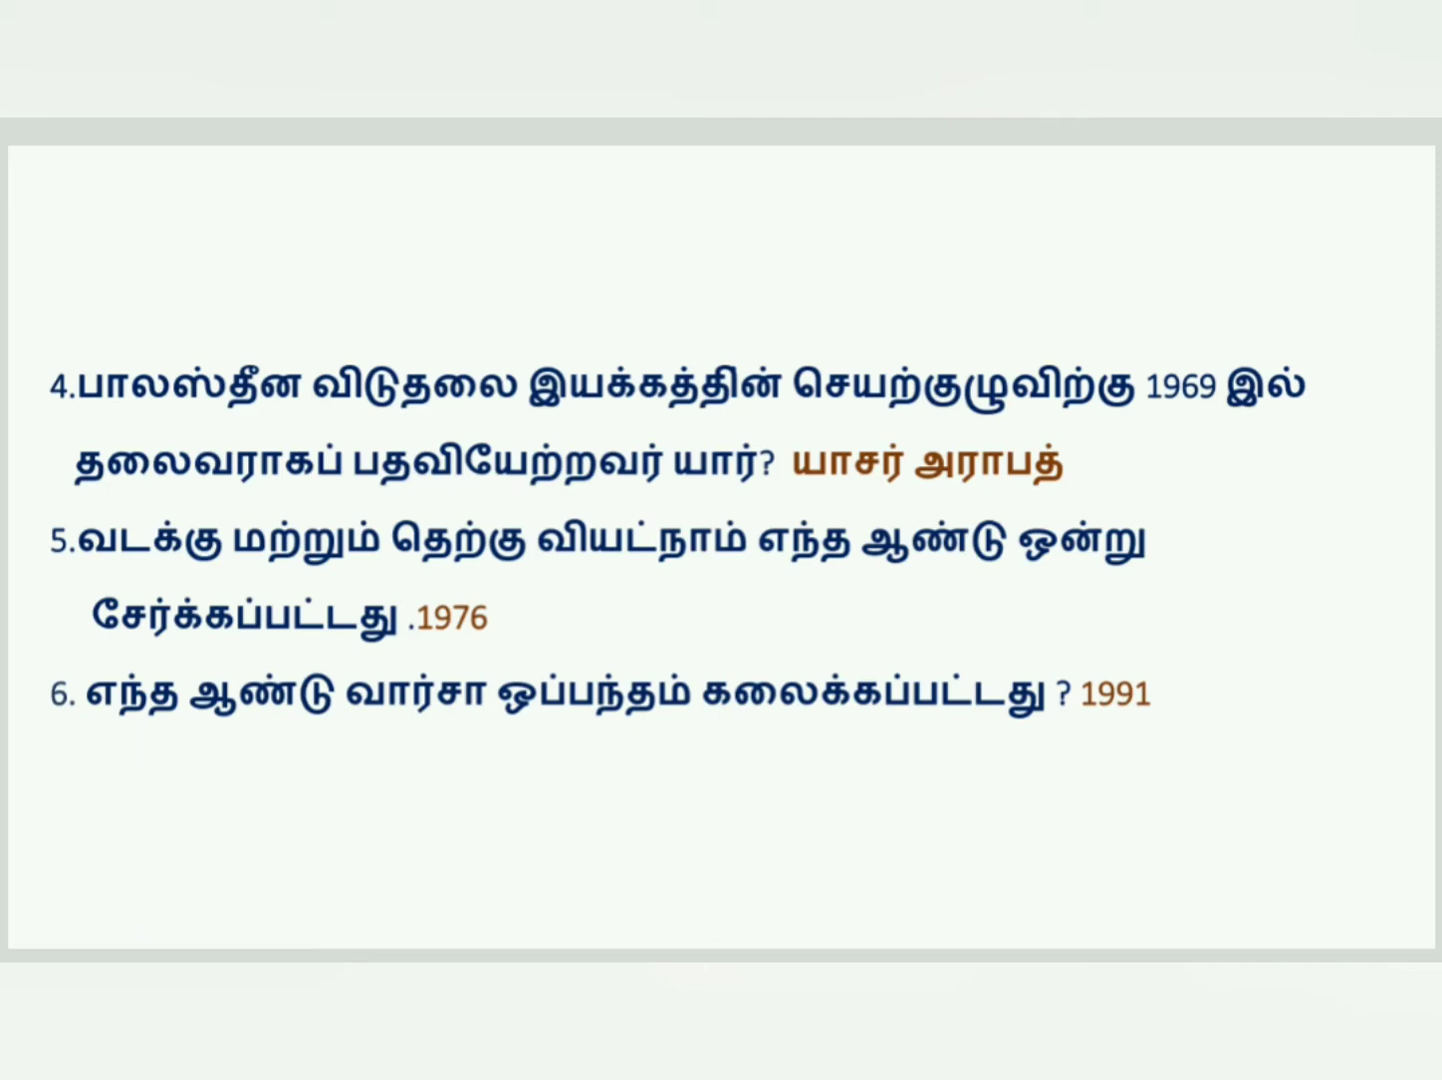 4.பாலஸ்தீன விடுதலை இயக்கத்தின் செயற்குழுவிற்கு 1969 இல்
தலைவராகப் பதவியேற்றவர் யார்? யாசர் அராபத்
5.வடக்கு மற்றும் தெற்கு வியட்நாம் எந்த ஆண்டு ஒன்று
சேர்க்கப்பட்டது .1976
6. எந்த ஆண்டு வார்சா ஒப்பந்தம் கலைக்கப்பட்டது ? 1991